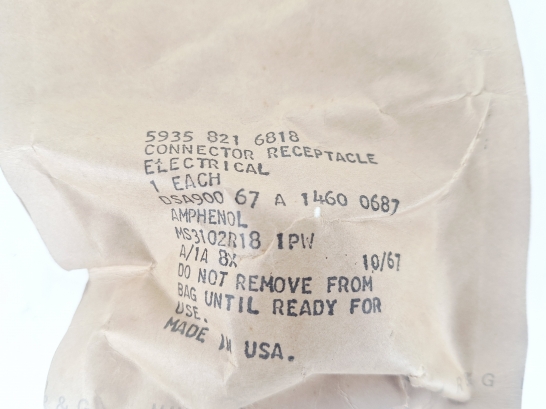 5935 821 6818
CONNECTOR RECEPTACLE
ELECTRICAL
1 EACH
DSA900 67 A 1460 0687
AMPHENOL
MS3102R18 1PW
A/1A 8X 10/67
DO NOT REMOVE FROM
BAG UNTIL READY FOR
USE.
MADE IN USA.
& G G